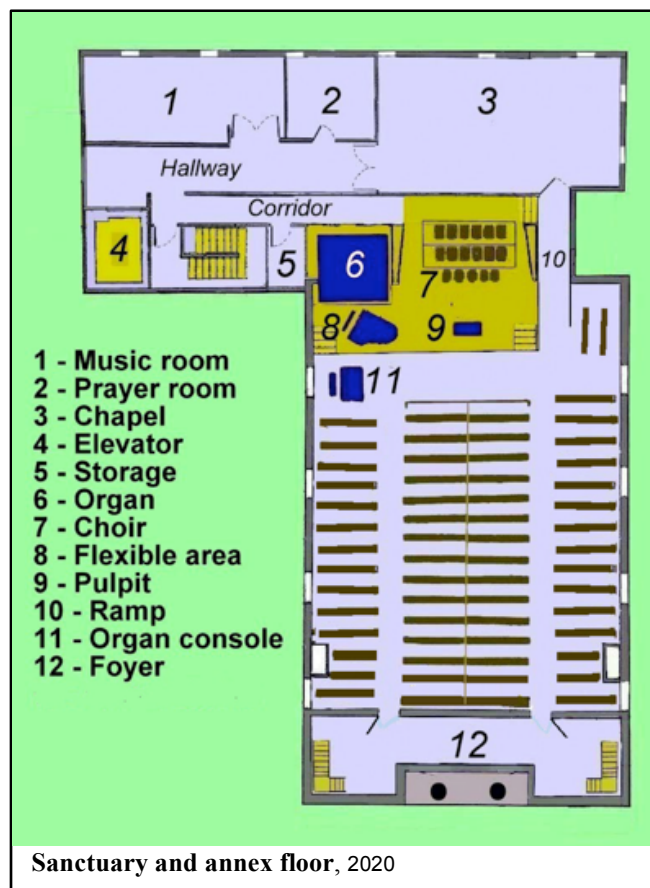 1
2
3
Hallway
Corridor
4
5
6
7
10
8
9
11
1 - Music room
2 - Prayer room
3 - Chapel
4 - Elevator
5 - Storage
6 - Organ
7 - Choir
8 - Flexible area
9 - Pulpit
10 - Ramp
11 - Organ console
12 - Foyer
12
Sanctuary and annex floor, 2020